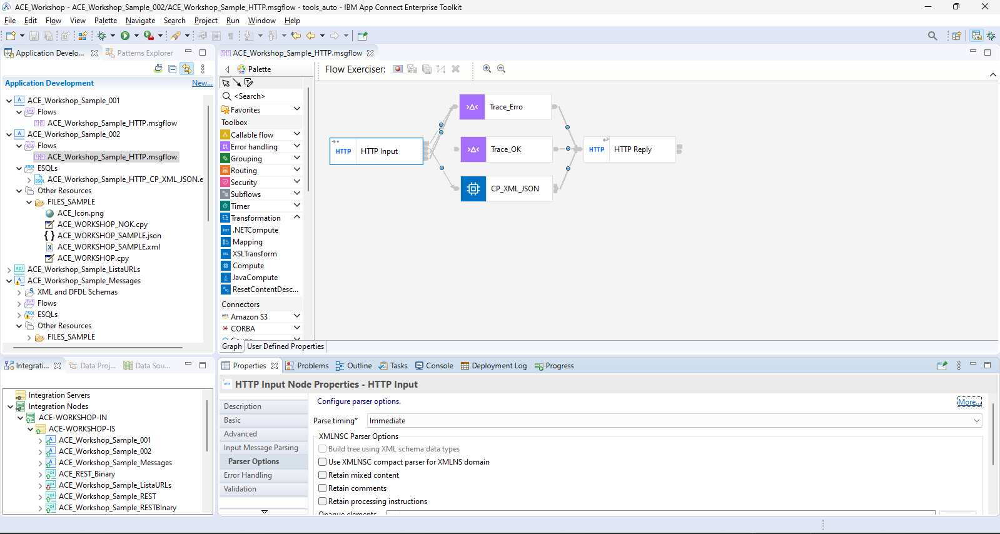 ACE_Workshop - ACE_Workshop_Sample_002/ACE_Workshop_Sample_HTTP.msgflow - tools_auto - IBM App Connect Enterprise Toolkit
File Edit Flow View Palette Navigate Search Project Run Window Help
Application Develo... Patterns Explorer
Application Development New...
ACE_Workshop_Sample_001
Flows
ACE_Workshop_Sample_HTTP.msgflow
ACE_Workshop_Sample_002
Flows
ACE_Workshop_Sample_HTTP.msgflow
ESQLs
ACE_Workshop_Sample_HTTP_CP_XML_JSON.e
Other Resources
FILES_SAMPLE
ACE_Icon.png
ACE_WORKSHOP_NOK.cpy
ACE_WORKSHOP_SAMPLE.json
ACE_WORKSHOP_SAMPLE.xml
ACE_WORKSHOP.cpy
ACE_Workshop_Sample_ListaURLs
ACE_Workshop_Sample_Messages
XML and DFDL Schemas
Flows
ESQLs
Other Resources
FILES_SAMPLE
ACE_Workshop_Sample_HTTP.msgflow
Palette
<Search>
Favorites
Toolbox
Callable flow
Error handling
Grouping
Routing
Security
Subflows
Timer
Transformation
.NETCompute
Mapping
XSLTransform
Compute
JavaCompute
ResetContentDesc...
Connectors
Amazon S3
CORBA
Flow Exerciser:
Trace_Erro
HTTP HTTP Input
Trace_OK
HTTP HTTP Reply
CP_XML_JSON
Graph User Defined Properties
Integrati... Data Proj... Data Sou...
Integration Servers
Integration Nodes
ACE-WORKSHOP-IN
ACE-WORKSHOP-IS
ACE_Workshop_Sample_001
ACE_Workshop_Sample_002
ACE_Workshop_Sample_Messages
ACE_REST_Binary
ACE_Workshop_Sample_ListaURLs
ACE_Workshop_Sample_REST
ACE_Workshop_Sample_RESTBInary
Properties Problems Outline Tasks Console Deployment Log Progress
HTTP Input Node Properties - HTTP Input
Description
Basic
Advanced
Input Message Parsing
Parser Options
Error Handling
Validation
Configure parser options. More...
Parse timing* Immediate
XMLNSC Parser Options
Build tree using XML schema data types
Use XMLNSC compact parser for XMLNS domain
Retain mixed content
Retain comments
Retain processing instructions
Opaque elements